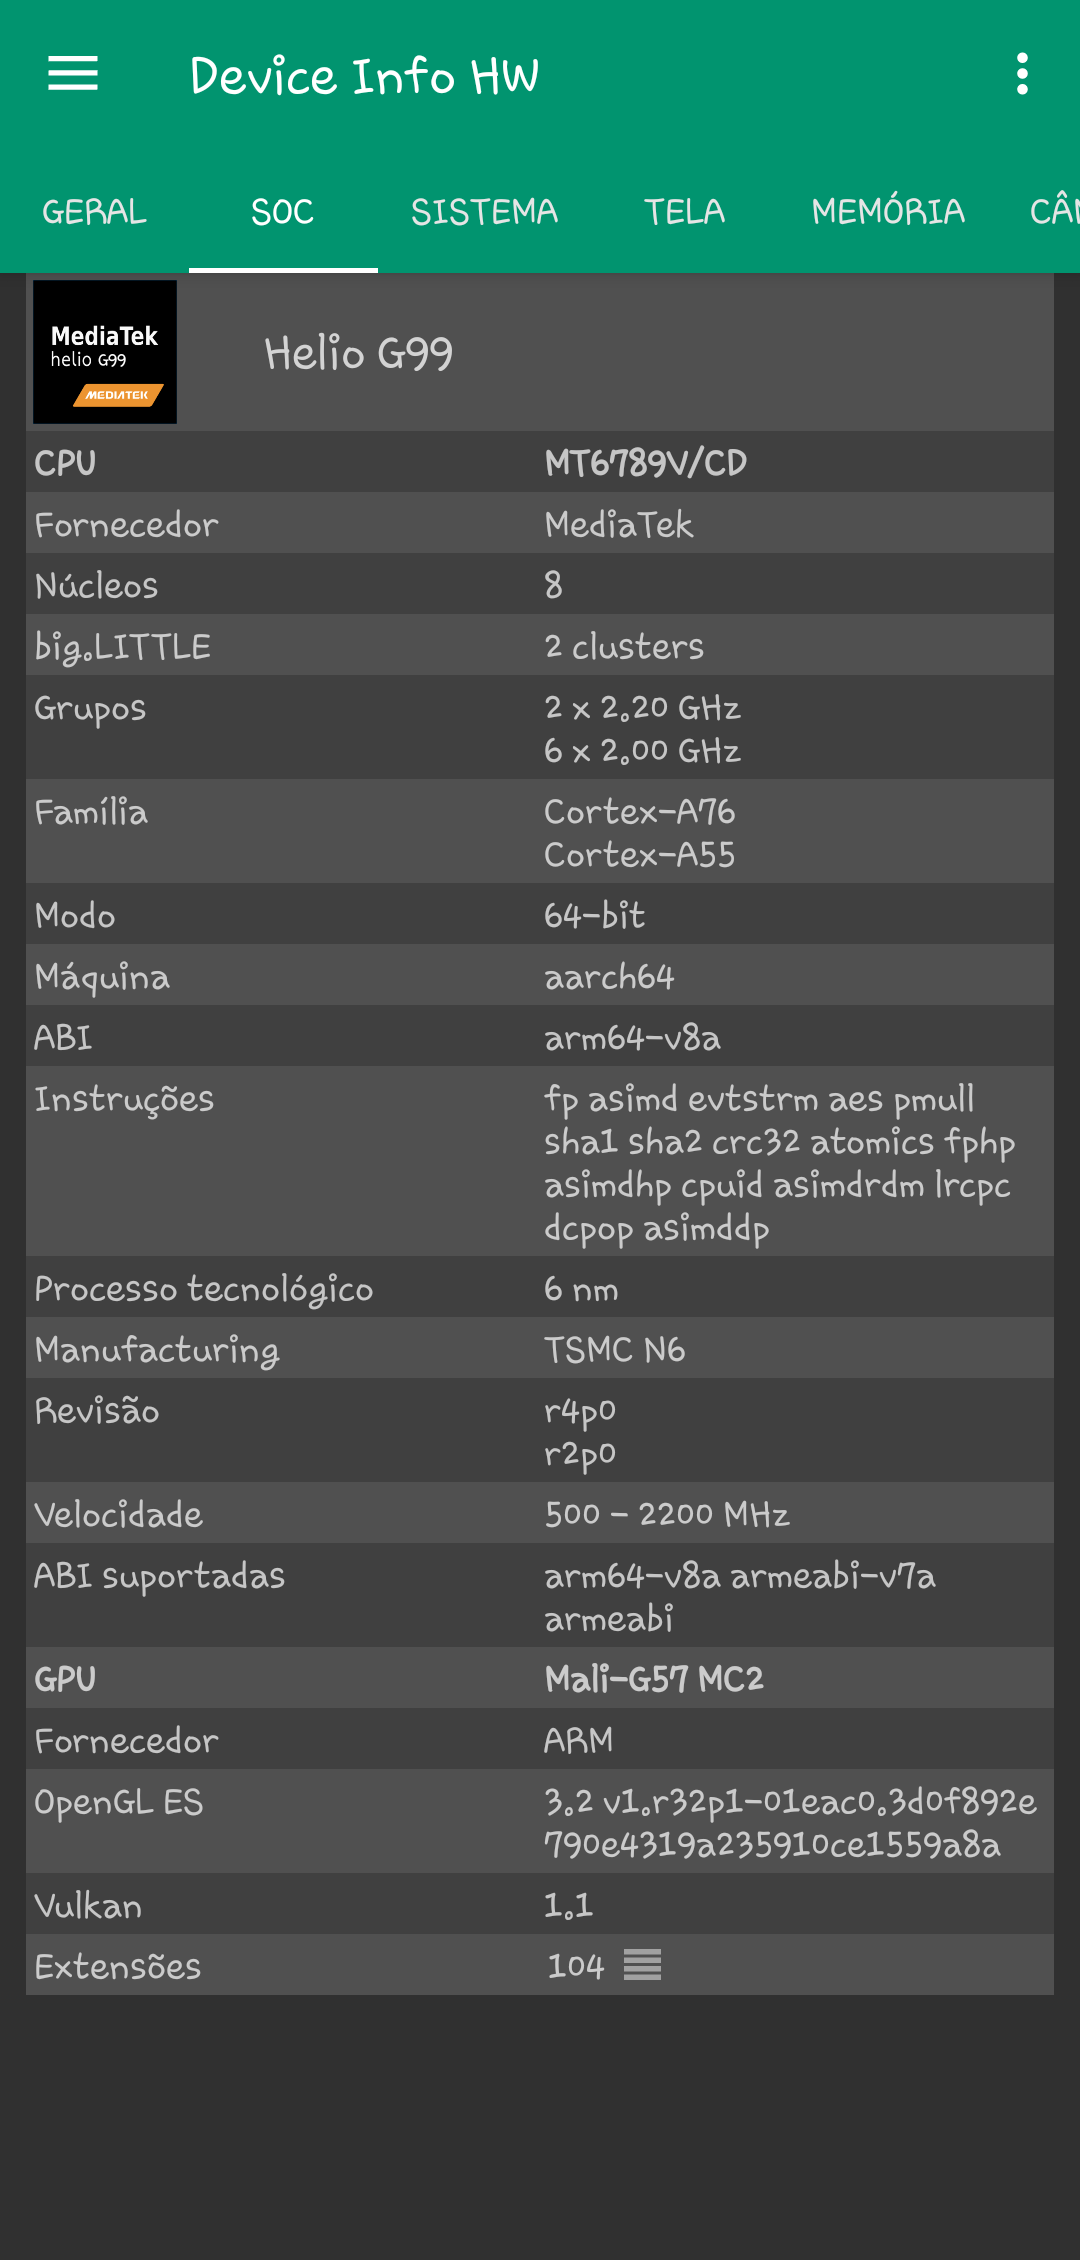 Device Info HW
GERAL SOC SISTEMA TELA MEMÓRIA CÂ
MediaTek
helio G99
MEDIATEK
Helio G99
CPU MT6789V/CD
Fornecedor MediaTek
Núcleos 8
big.LITTLE 2 clusters
Grupos 2 x 2.20 GHz
6 x 2.00 GHz
Família Cortex-A76
Cortex-A55
Modo 64-bit
Máquina aarch64
ABI arm64-v8a
Instruções fp asimd evtstrm aes pmull
sha1 sha2 crc32 atomics fphp
asimdhp cpuid asimdrdm lrcpc
dcpop asimddp
Processo tecnológico 6 nm
Manufacturing TSMC N6
Revisão r4p0
r2p0
Velocidade 500 - 2200 MHz
ABI suportadas arm64-v8a armeabi-v7a
armeabi
GPU Mali-G57 MC2
Fornecedor ARM
OpenGL ES 3.2 v1.r32p1-01eac0.3d0f892e
790e4319a235910ce1559a8a
Vulkan 1.1
Extensões 104